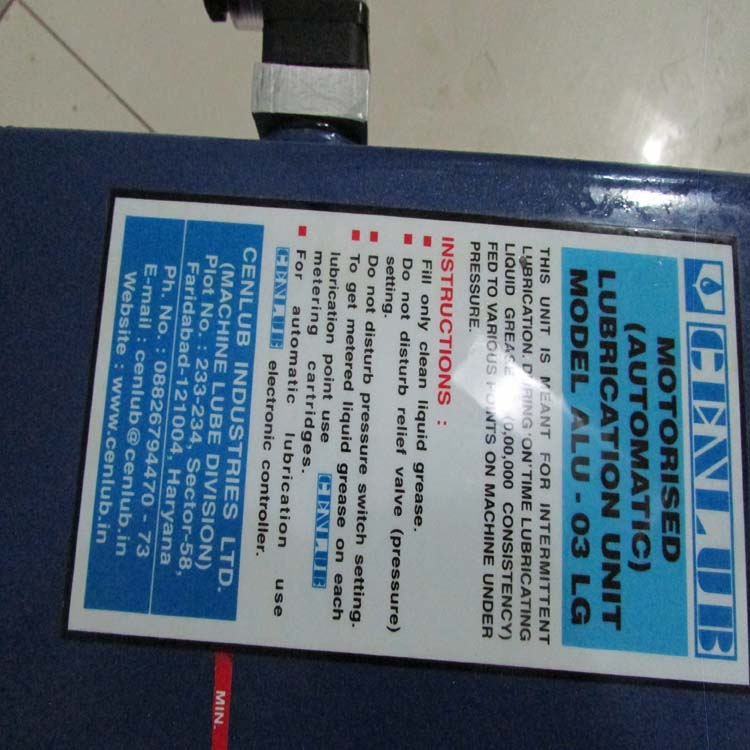 CENLUB
MOTORISED
(AUTOMATIC)
LUBRICATION UNIT
MODEL ALU - 03 LG
THIS UNIT IS MEANT FOR INTERMITTENT
LUBRICATION. DURING 'ON' TIME LUBRICATING
LIQUID GREASE 00,000 CONSISTENCY)
FED TO VARIOUS POINTS ON MACHINE UNDER
PRESSURE.
INSTRUCTIONS :
Fill only clean liquid grease.
Do not disturb relief valve (pressure)
setting.
Do not disturb pressure switch setting.
To get metered liquid grease on each
lubrication point use CENLUB
metering cartridges.
For automatic lubrication use
CENLUB electronic controller.
CENLUB INDUSTRIES LTD.
(MACHINE LUBE DIVISION)
Plot No. : 233-234, Sector-58,
Faridabad-121004, Haryana
Ph. No. : 08826794470 - 73
E-mail : cenlub@cenlub.in
Website : www.cenlub.in
MIN.